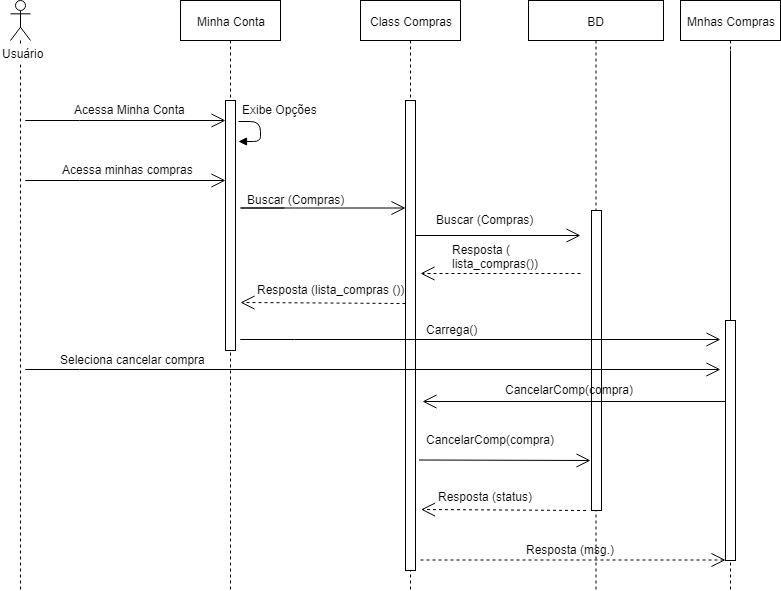 Minha Conta
Class Compras
BD
Mnhas Compras
Usuário
Acessa Minha Conta
Exibe Opções
Acessa minhas compras
Buscar (Compras)
Buscar (Compras)
Resposta (
lista_compras())
Resposta (lista_compras ())
Carrega()
Seleciona cancelar compra
CancelarComp(compra)
CancelarComp(compra)
Resposta (status)
Resposta (msg.)